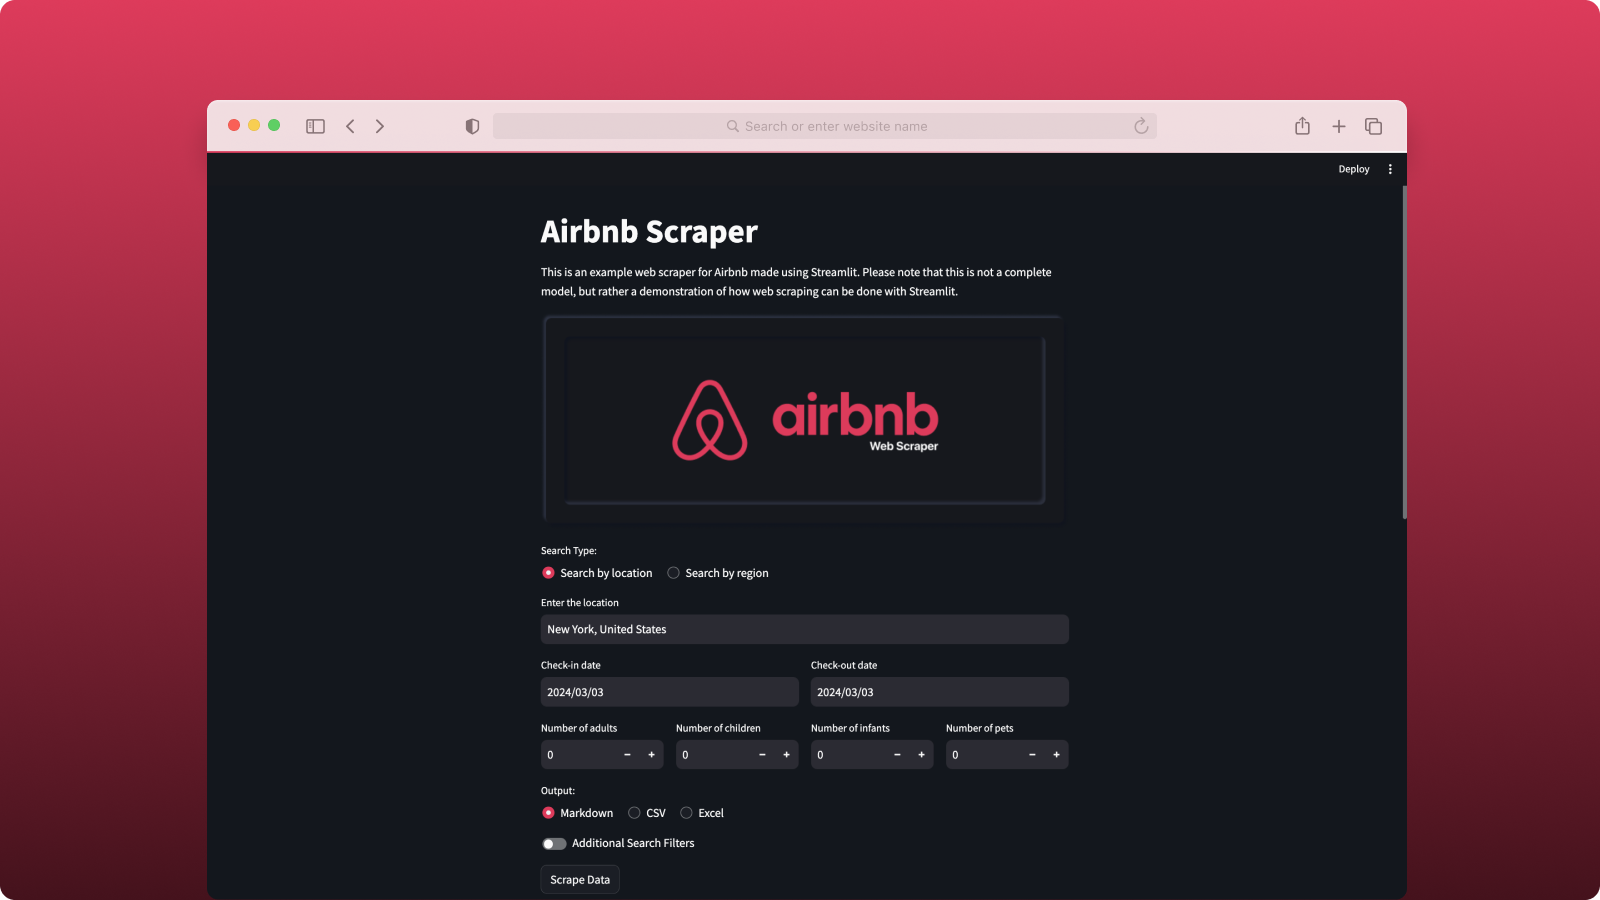 Search or enter website name
Deploy
Airbnb Scraper
This is an example web scraper for Airbnb made using Streamlit. Please note that this is not a complete
model, but rather a demonstration of how web scraping can be done with Streamlit.
airbnb
Web Scraper
Search Type:
Search by location Search by region
Enter the location
New York, United States
Check-in date Check-out date
2024/03/03 2024/03/03
Number of adults Number of children Number of infants Number of pets
0 − + 0 − + 0 − + 0 − +
Output:
Markdown CSV Excel
Additional Search Filters
Scrape Data